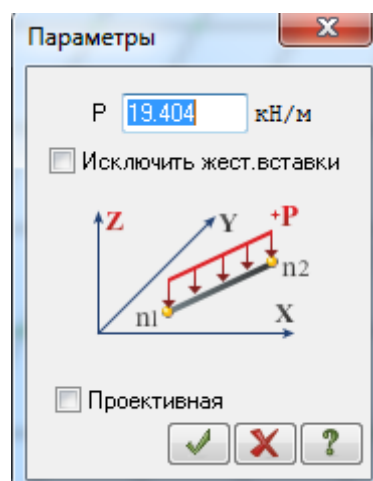 Параметры
P 19.404 кН/м
Исключить жест.вставки
Z Y +P
n2
n1 X
Проективная